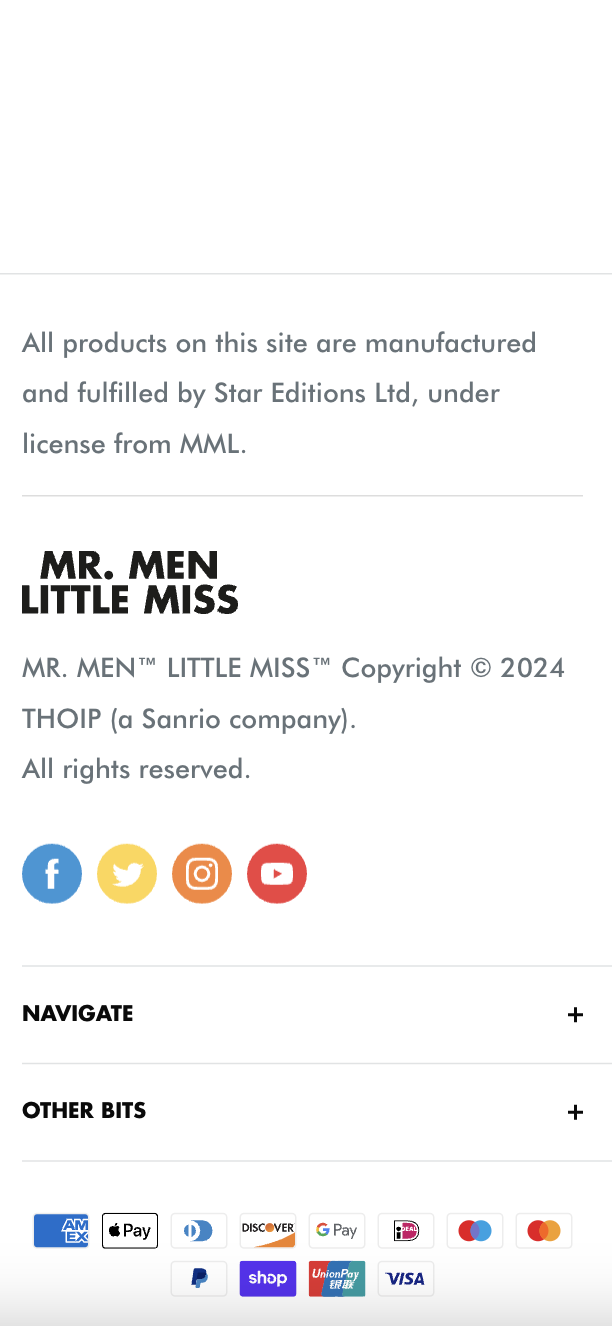 All products on this site are manufactured
and fulfilled by Star Editions Ltd, under
license from MML.
MR. MEN
LITTLE MISS
MR. MEN™ LITTLE MISS™ Copyright © 2024
THOIP (a Sanrio company).
All rights reserved.
NAVIGATE +
OTHER BITS +
AM EX Pay DISCOVER G Pay iDEAL
shop UnionPay 银联 VISA